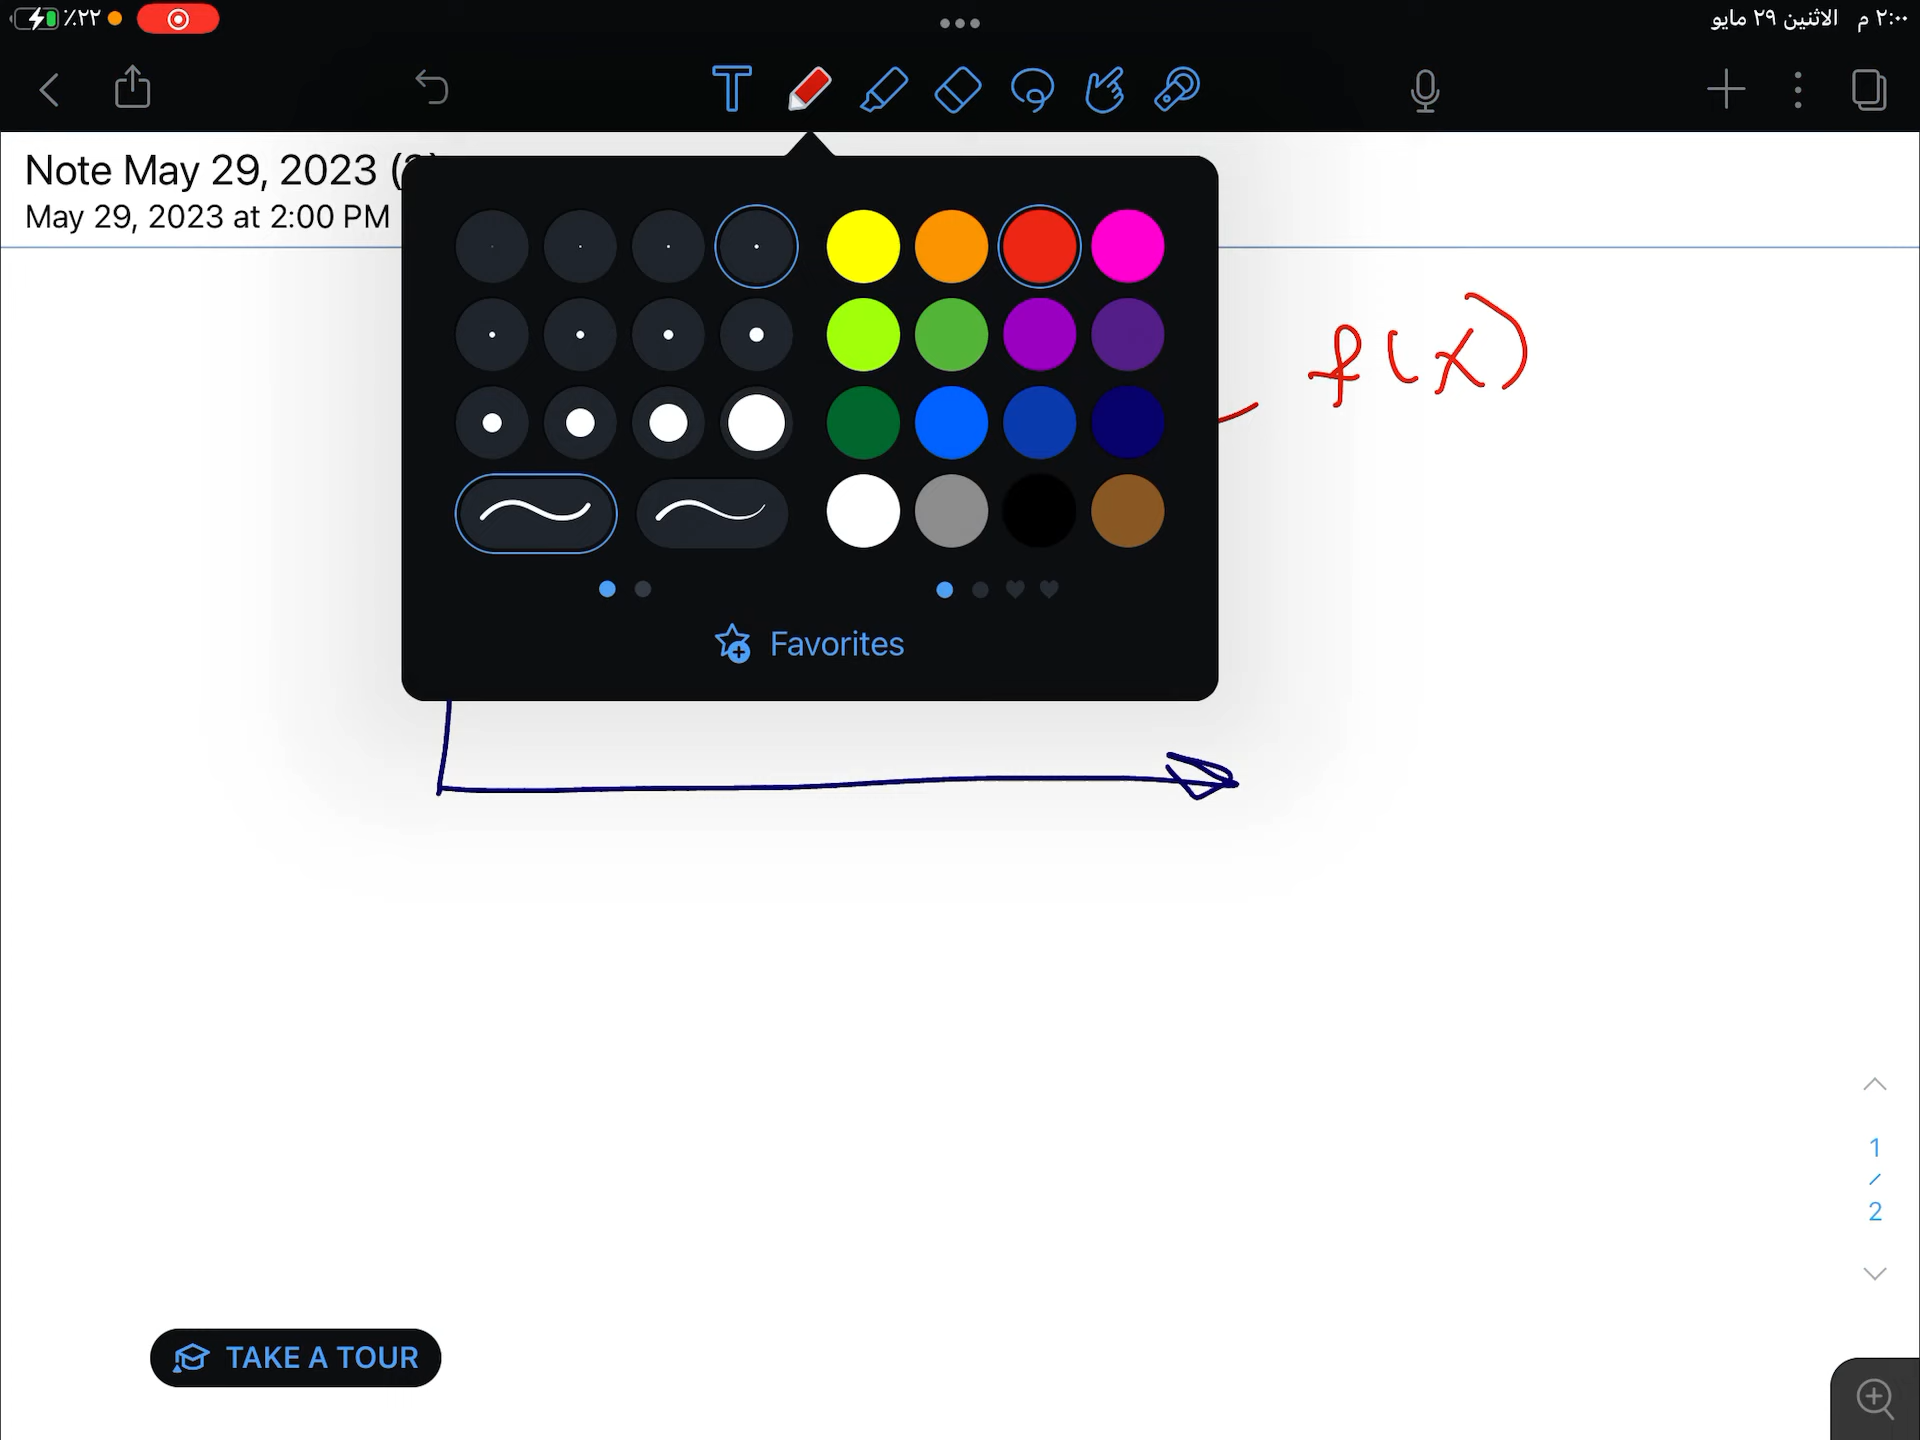 ٪٢٢
٢:٠٠ م الاثنين ٢٩ مايو
Note May 29, 2023 (
May 29, 2023 at 2:00 PM
f(x)
Favorites
1
/
2
TAKE A TOUR